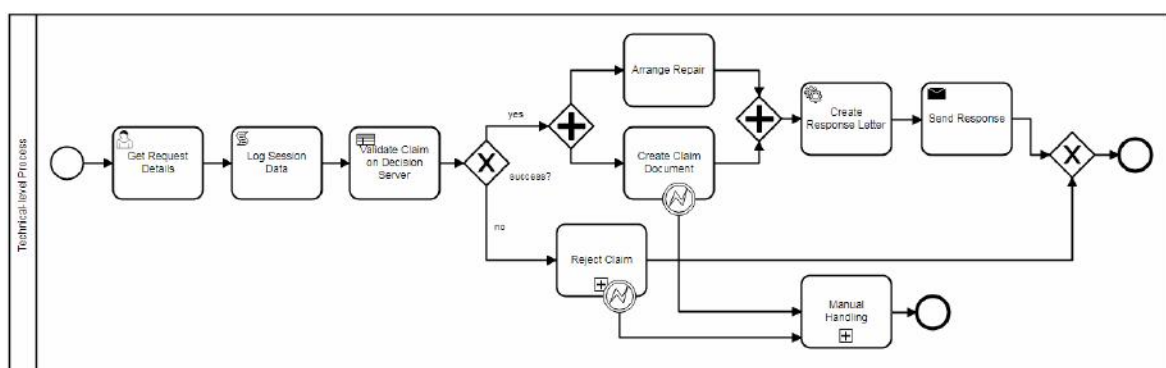 Technical-level Process
Get Request
Details
Log Session
Data
Validate Claim
on Decision
Server
yes
success?
no
Arrange Repair
Create Claim
Document
Reject Claim
Create
Response Letter
Send Response
Manual
Handling